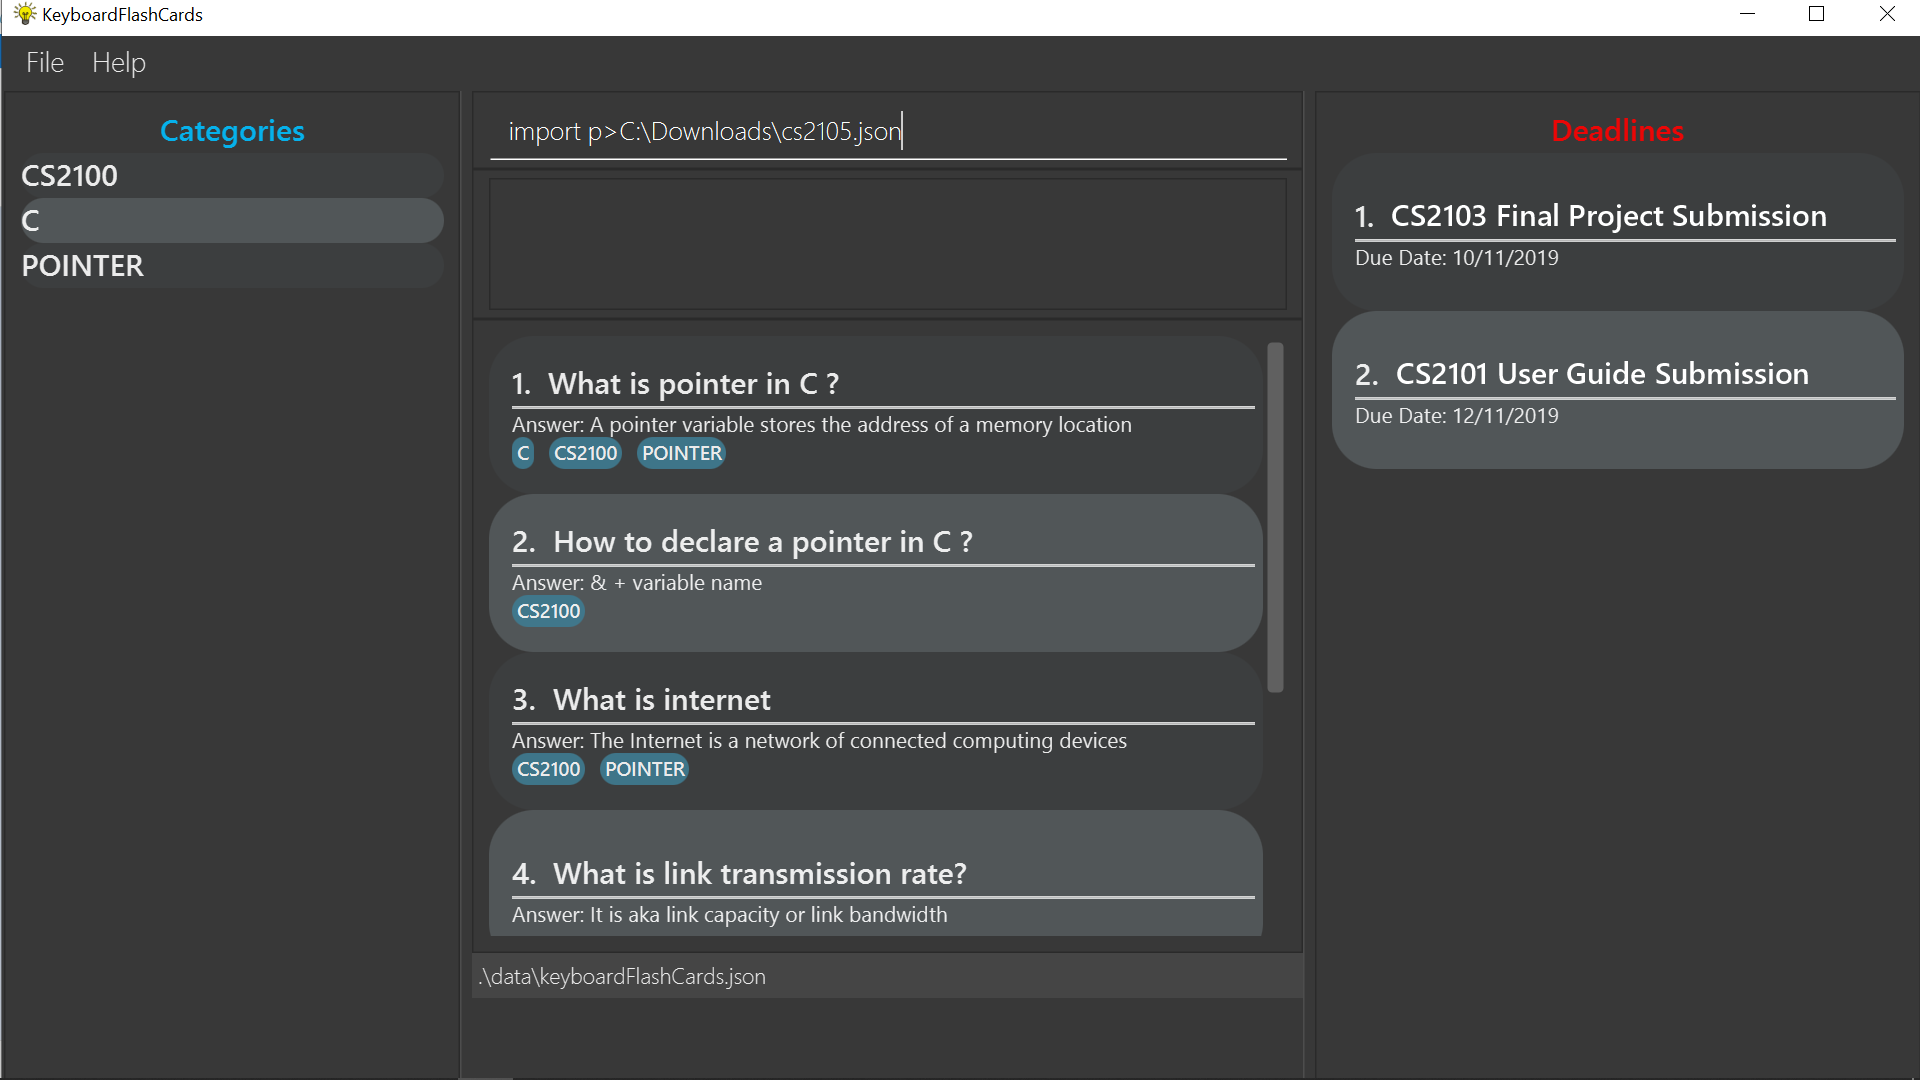 KeyboardFlashCards
File Help
Categories
CS2100
C
POINTER
import p>C:\Downloads\cs2105.json
1. What is pointer in C ?
Answer: A pointer variable stores the address of a memory location
C CS2100 POINTER
2. How to declare a pointer in C ?
Answer: & + variable name
CS2100
3. What is internet
Answer: The Internet is a network of connected computing devices
CS2100 POINTER
4. What is link transmission rate?
Answer: It is aka link capacity or link bandwidth
.\data\keyboardFlashCards.json
Deadlines
1. CS2103 Final Project Submission
Due Date: 10/11/2019
2. CS2101 User Guide Submission
Due Date: 12/11/2019